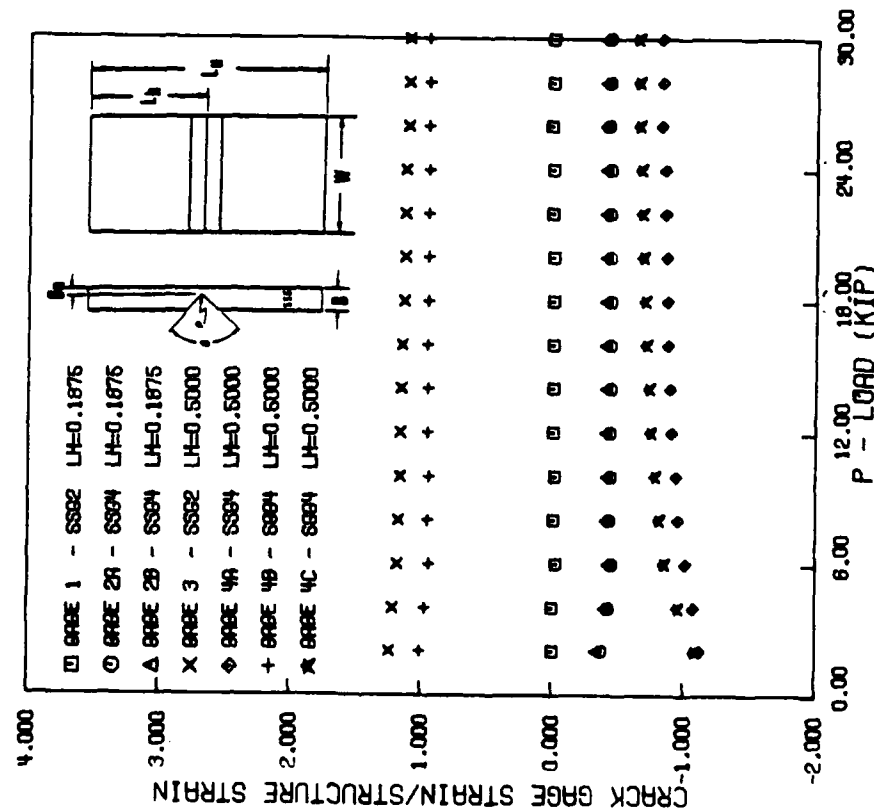 4.000
3.000
2.000
1.000
0.000
-1.000
-2.000
CRACK GAGE STRAIN/STRUCTURE STRAIN
GAGE 1 - SSG2 LH=0.1875
GAGE 2A - SSG4 LH=0.1875
GAGE 2B - SSG4 LH=0.1875
GAGE 3 - SSG2 LH=0.5000
GAGE 4A - SSG4 LH=0.5000
GAGE 4B - SGG4 LH=0.5000
GAGE 4C - SGG4 LH=0.5000
W
B
0.00
6.00
12.00
18.00
24.00
30.00
P - LOAD (KIP)